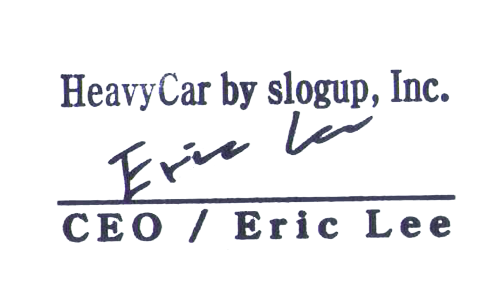 HeavyCar by slogup, Inc.
Eric Lee
CEO / Eric Lee